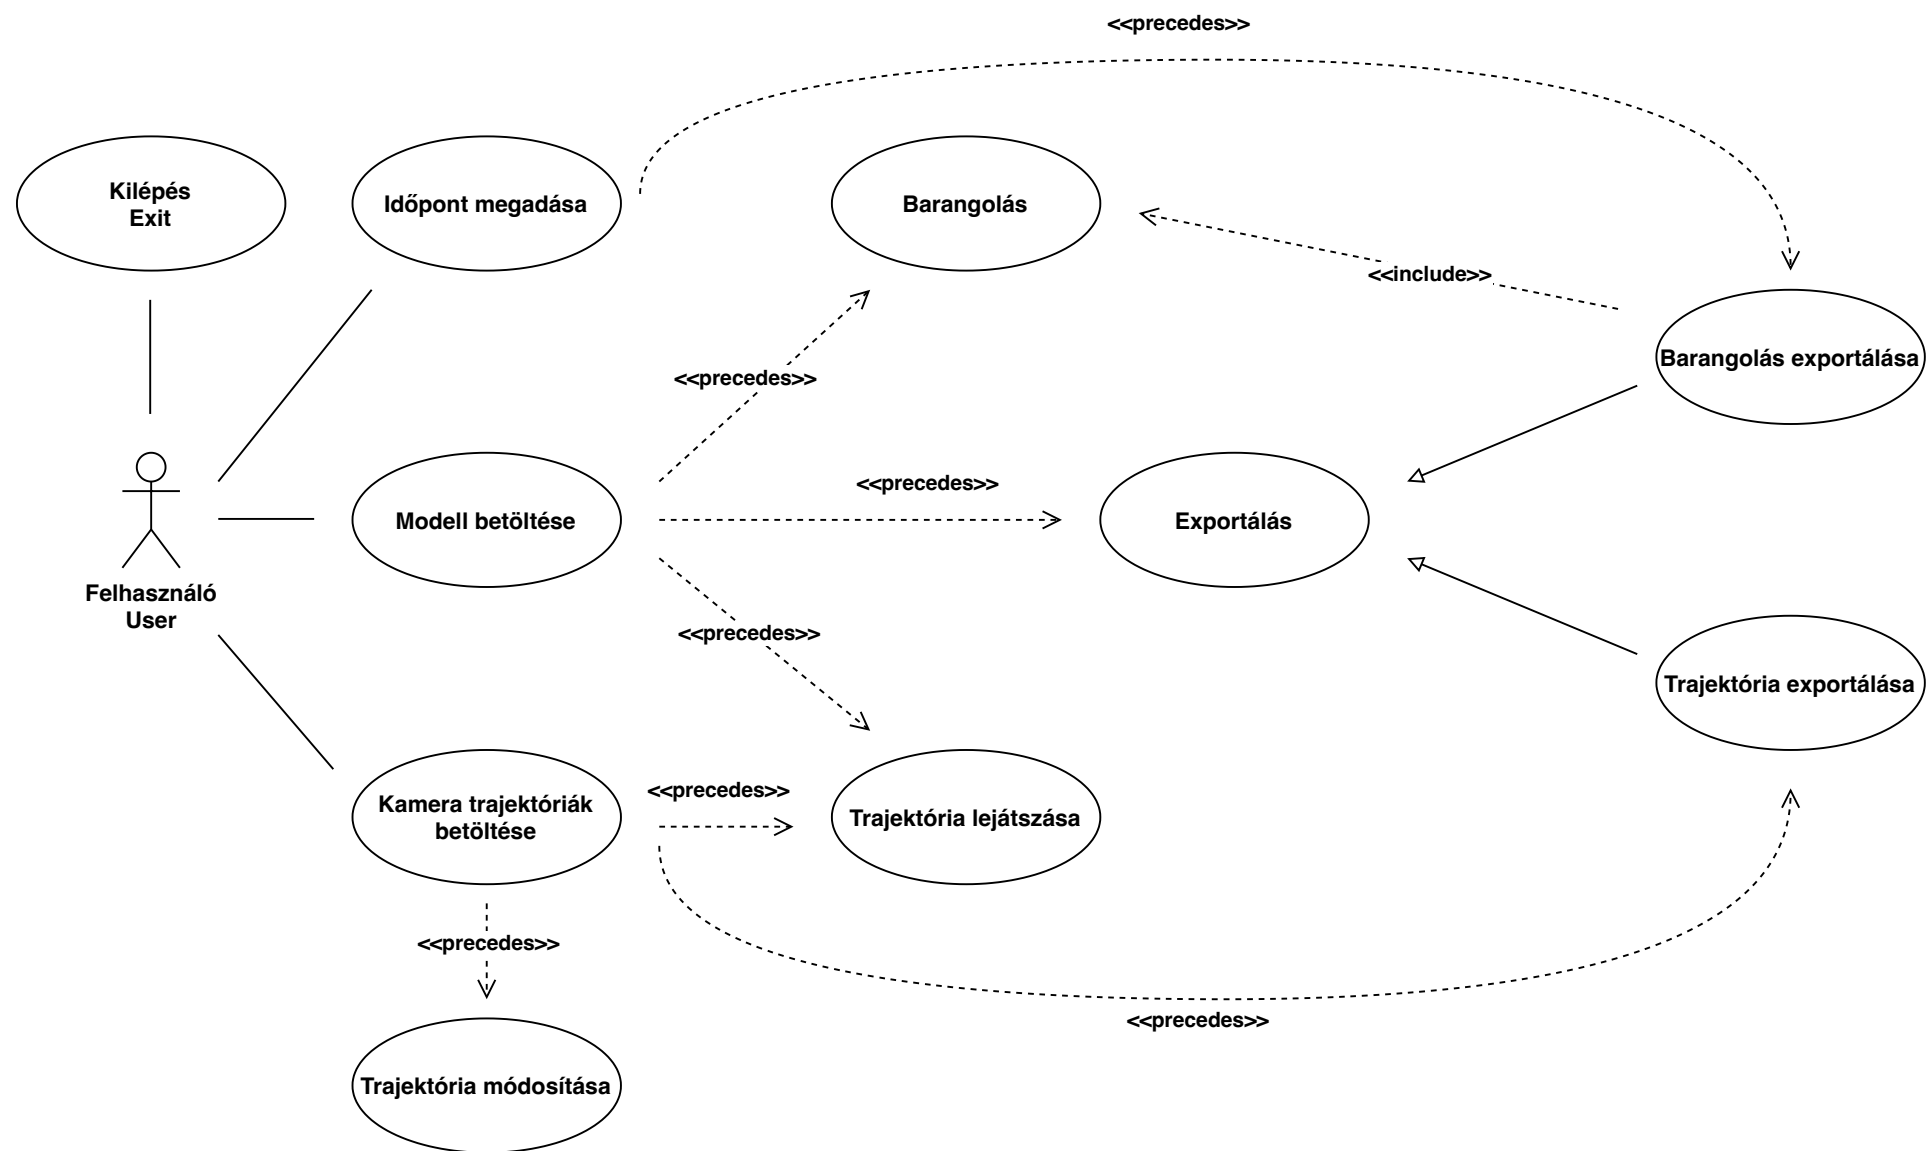 <<precedes>>
Kilépés
Exit
Időpont megadása
Barangolás
<<include>>
Barangolás exportálása
<<precedes>>
<<precedes>>
Modell betöltése
Exportálás
Felhasználó
User
<<precedes>>
Trajektória exportálása
<<precedes>>
Kamera trajektóriák
betöltése
Trajektória lejátszása
<<precedes>>
<<precedes>>
Trajektória módosítása